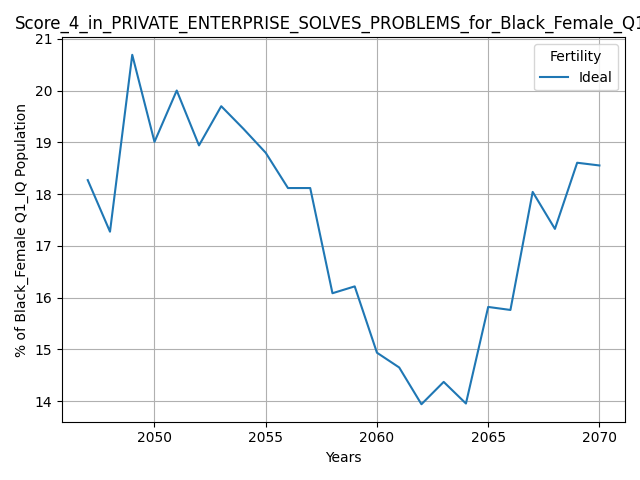 Score_4_in_PRIVATE_ENTERPRISE_SOLVES_PROBLEMS_for_Black_Female_Q1
Fertility
Ideal
% of Black_Female Q1_IQ Population
21
20
19
18
17
16
15
14
2050 2055 2060 2065 2070
Years